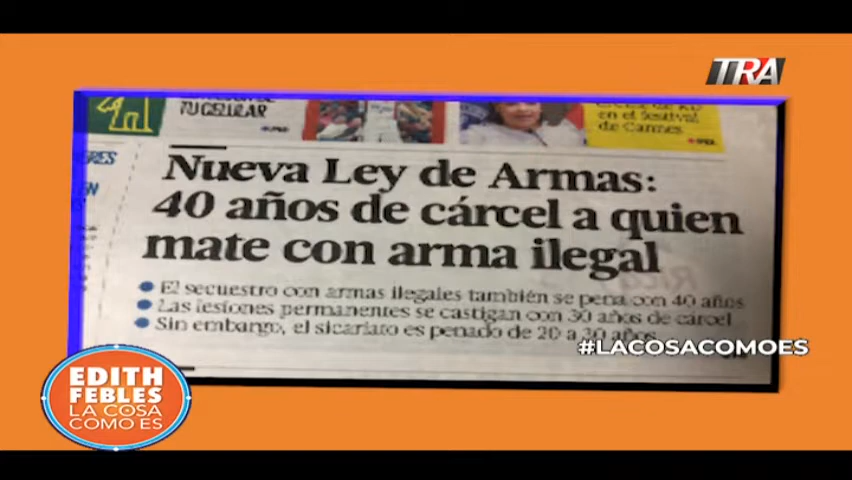 TRA
TU CELULAR
en el festival
de Cannes
Nueva Ley de Armas:
40 años de cárcel a quien
mate con arma ilegal
El secuestro con armas ilegales también se pena con 40 años
Las lesiones permanentes se castigan con 30 años de cárcel
Sin embargo, el sicariato es penado de 20 a 30 años
#LACOSACOMOES
EDITH
FEBLES
LA COSA
COMO ES